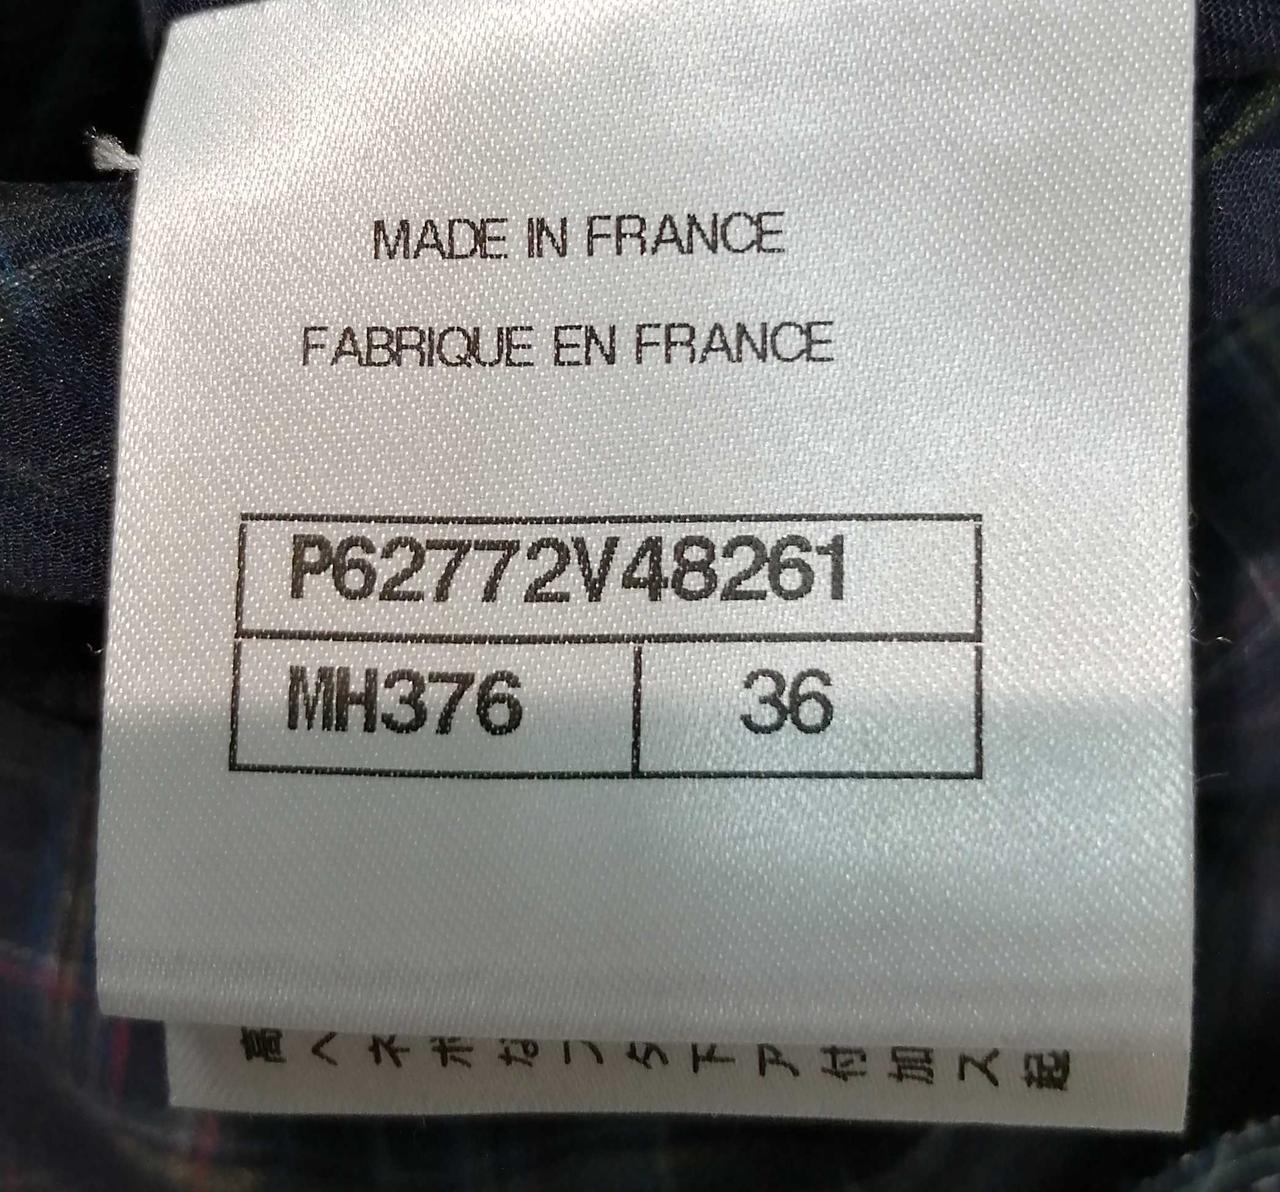 MADE IN FRANCE
FABRIQUE EN FRANCE
P62772V48261
MH376 36